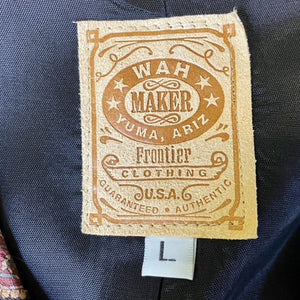 WAH
MAKER
YUMA, ARIZ
Frontier
CLOTHING
U.S.A.
GUARANTEED • AUTHENTIC
L